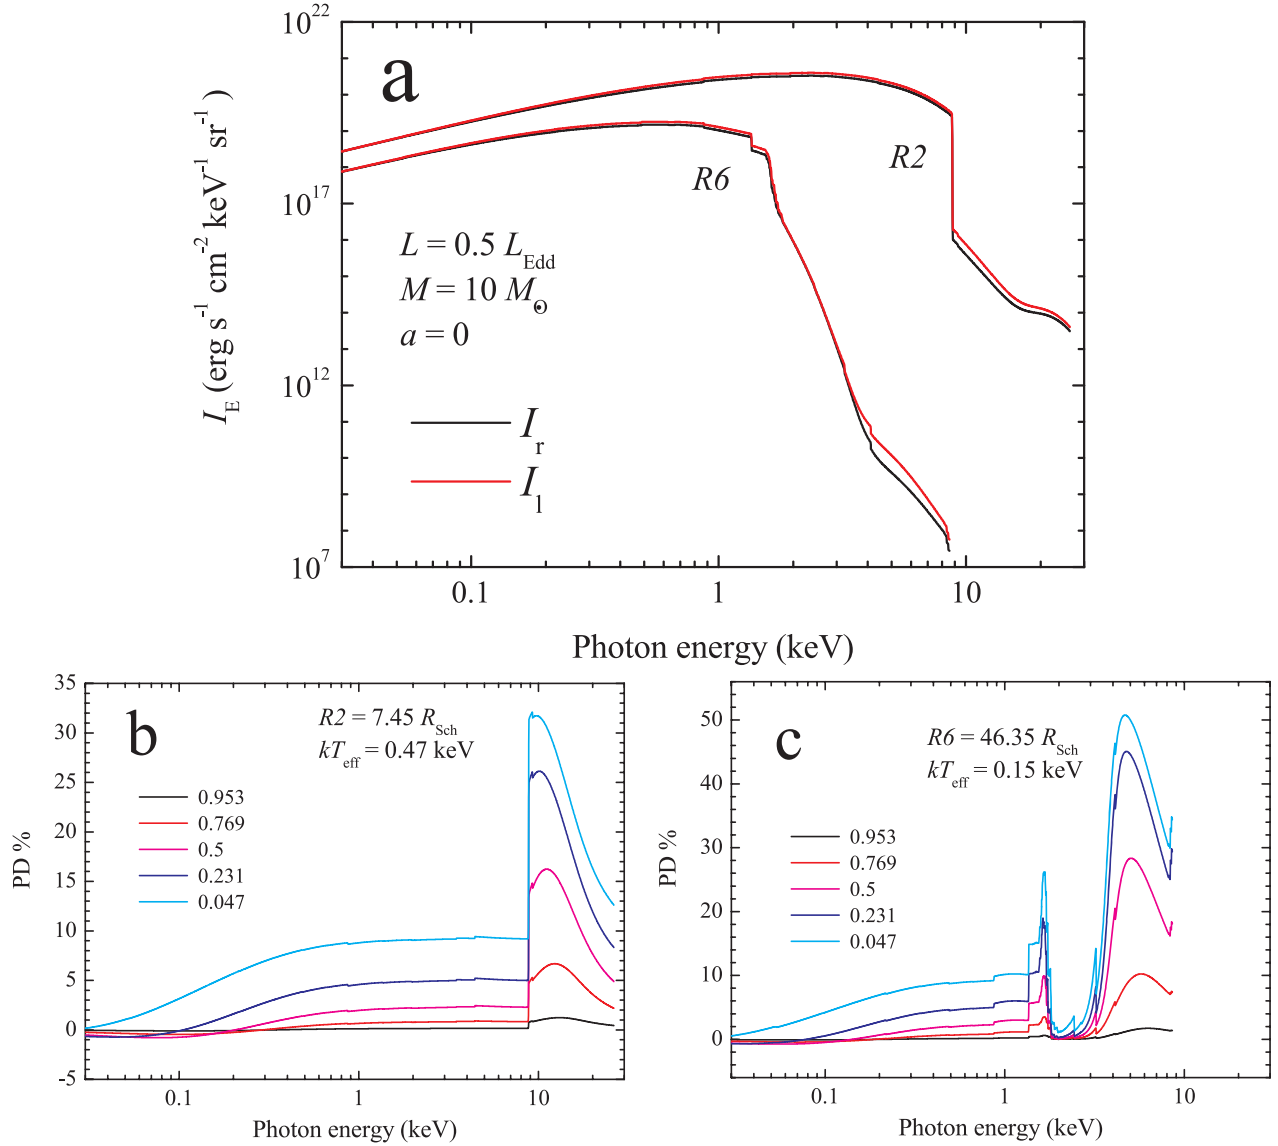 a
10^22
10^17
10^12
10^7
I_E (erg s^-1 cm^-2 keV^-1 sr^-1)
R6
R2
L = 0.5 L_Edd
M = 10 M_⊙
a = 0
I_r
I_l
0.1 1 10
Photon energy (keV)
b
R2 = 7.45 R_Sch
kT_eff = 0.47 keV
0.953
0.769
0.5
0.231
0.047
35
30
25
20
15
10
5
0
-5
PD %
0.1 1 10
Photon energy (keV)
c
R6 = 46.35 R_Sch
kT_eff = 0.15 keV
0.953
0.769
0.5
0.231
0.047
50
40
30
20
10
0
PD %
0.1 1 10
Photon energy (keV)